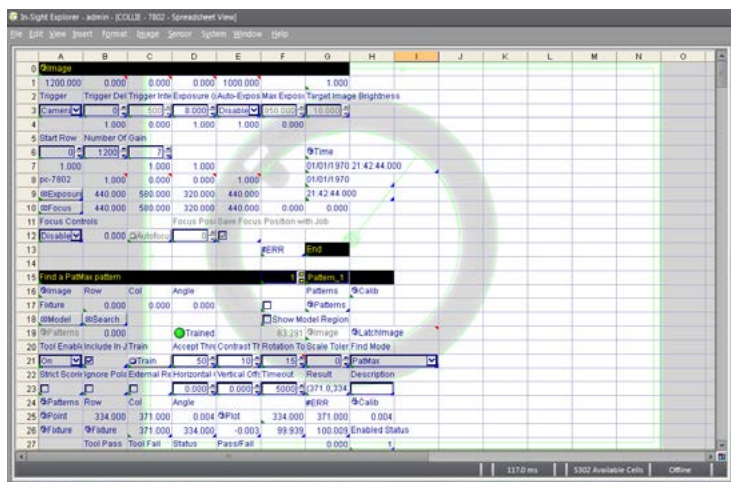 In-Sight Explorer - admin - [COLLIE - 7802 - Spreadsheet View]
File Edit View Insert Format Image Sensor System Window Help
A B C D E F G H I J K L M N O
0 Image
1 1200.000 0.000 0.000 0.000 1000.000 1.000
2 Trigger Trigger Del Trigger Inte Exposure ( Auto-Expos Max Expos Target Image Brightness
3 Camera 0 500 8.000 Disable 950.000 10.000
4 1.000 0.000 1.000 1.000 0.000
5 Start Row Number Of Gain
6 0 1200 7 Time
7 1.000 1.000 1.000 01/01/1970 21:42:44.000
8 pc-7802 1.000 0.000 0.000 1.000 01/01/1970
9 Exposure 440.000 580.000 320.000 440.000 21:42:44.000
10 Focus 440.000 580.000 320.000 440.000 0.000 0.000
11 Focus Controls Focus Posi Save Focus Position with Job
12 Disable 0.000 Autofocu 0
13 #ERR End
14
15 Find a PatMax pattern 1 Pattern_1
16 Image Row Col Angle Patterns Calib
17 Fixture 0.000 0.000 0.000 Patterns
18 Model Search Show Model Region
19 Patterns 0.000 Trained 83.291 Image LatchImage
20 Tool Enable Include In J Train Accept Thre Contrast Tr Rotation To Scale Toler Find Mode
21 On Train 50 10 15 0 PatMax
22 Strict Scori Ignore Pola External Re Horizontal Vertical Offs Timeout Result Description
23 0.000 0.000 5000 (371.0,334.
24 Patterns Row Col Angle #ERR Calib
25 Point 334.000 371.000 0.004 Plot 334.000 371.000 0.004
26 Fixture Fixture 371.000 334.000 -0.003 99.939 100.009 Enabled Status
27 Tool Pass Tool Fail Status Pass/Fail 0.000 1
117.0 ms 5302 Available Cells Offline